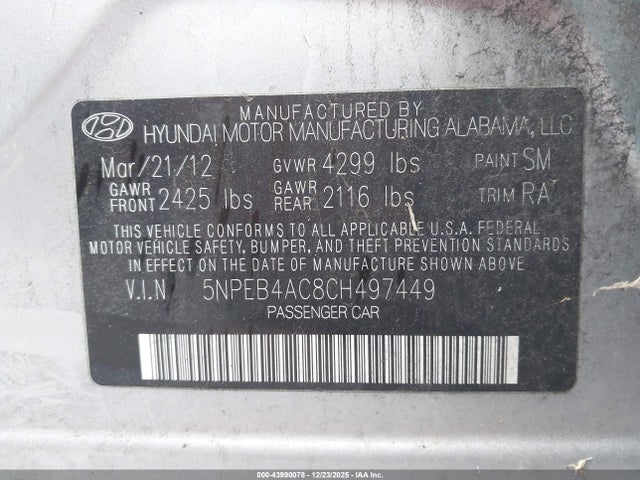 MANUFACTURED BY
HYUNDAI MOTOR MANUFACTURING ALABAMA, LLC
Mar/21/12 GVWR 4299 lbs PAINT SM
GAWR FRONT 2425 lbs GAWR REAR 2116 lbs TRIM RA
THIS VEHICLE CONFORMS TO ALL APPLICABLE U.S.A. FEDERAL
MOTOR VEHICLE SAFETY, BUMPER, AND THEFT PREVENTION STANDARDS
IN EFFECT ON THE DATE OF MANUFACTURE SHOWN ABOVE.
V.I.N 5NPEB4AC8CH497449
PASSENGER CAR
000-43990078 - 12/23/2025 - IAA Inc.